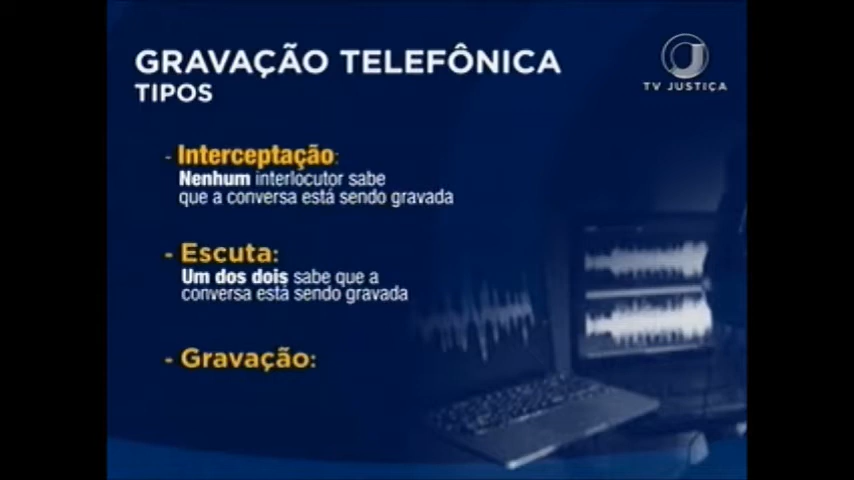 GRAVAÇÃO TELEFÔNICA
TIPOS
TV JUSTIÇA
- Interceptação:
Nenhum interlocutor sabe
que a conversa está sendo gravada
- Escuta:
Um dos dois sabe que a
conversa está sendo gravada
- Gravação: